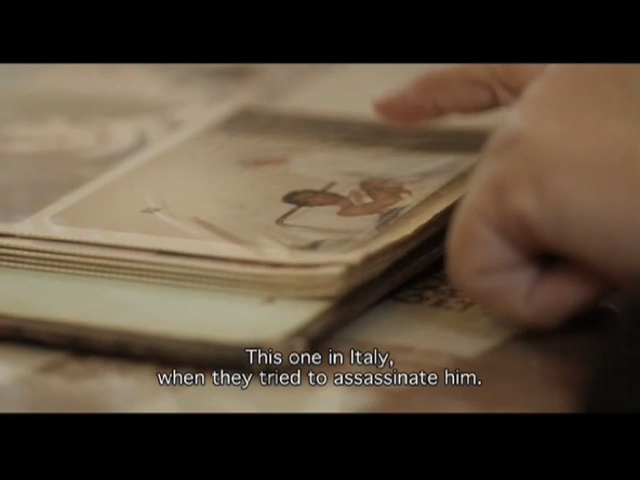 This one in Italy,
when they tried to assassinate him.